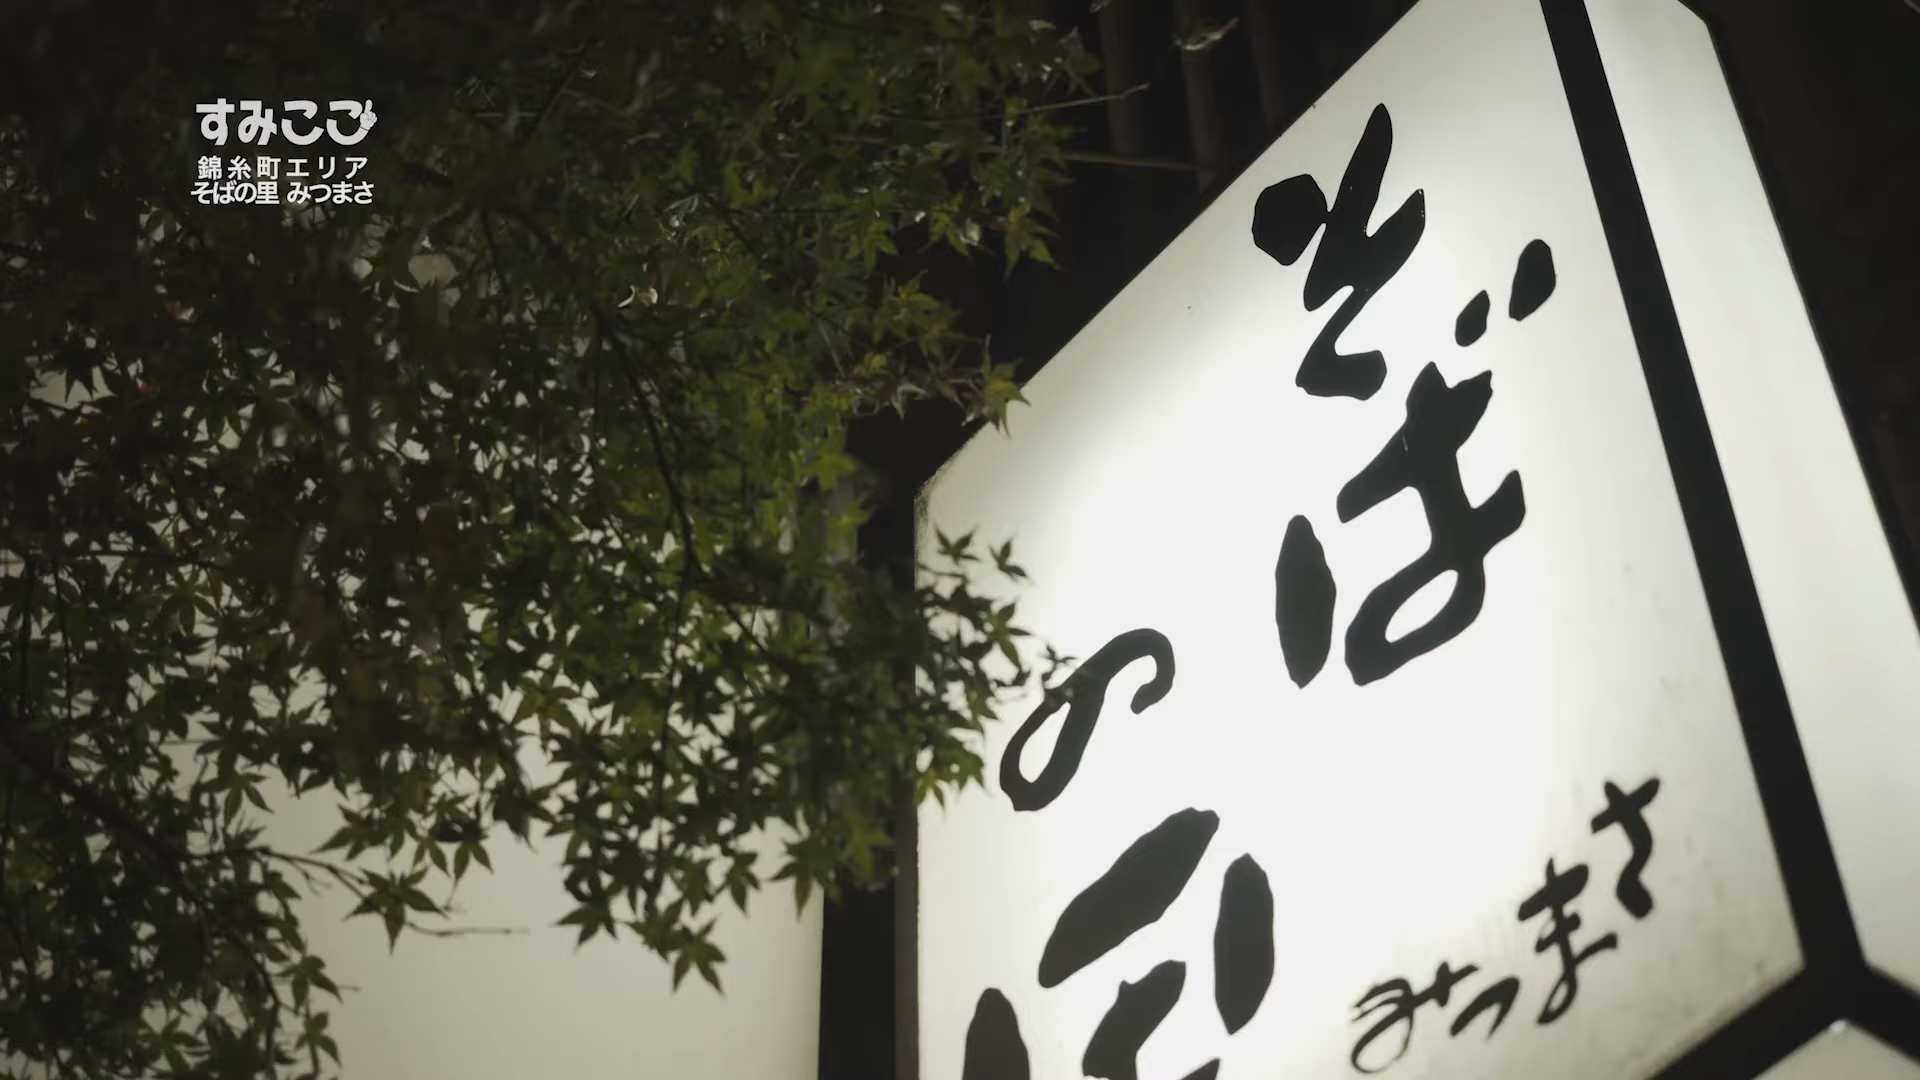 すみここ
錦糸町エリア
そばの里 みつまさ
そば
の
みつまさ